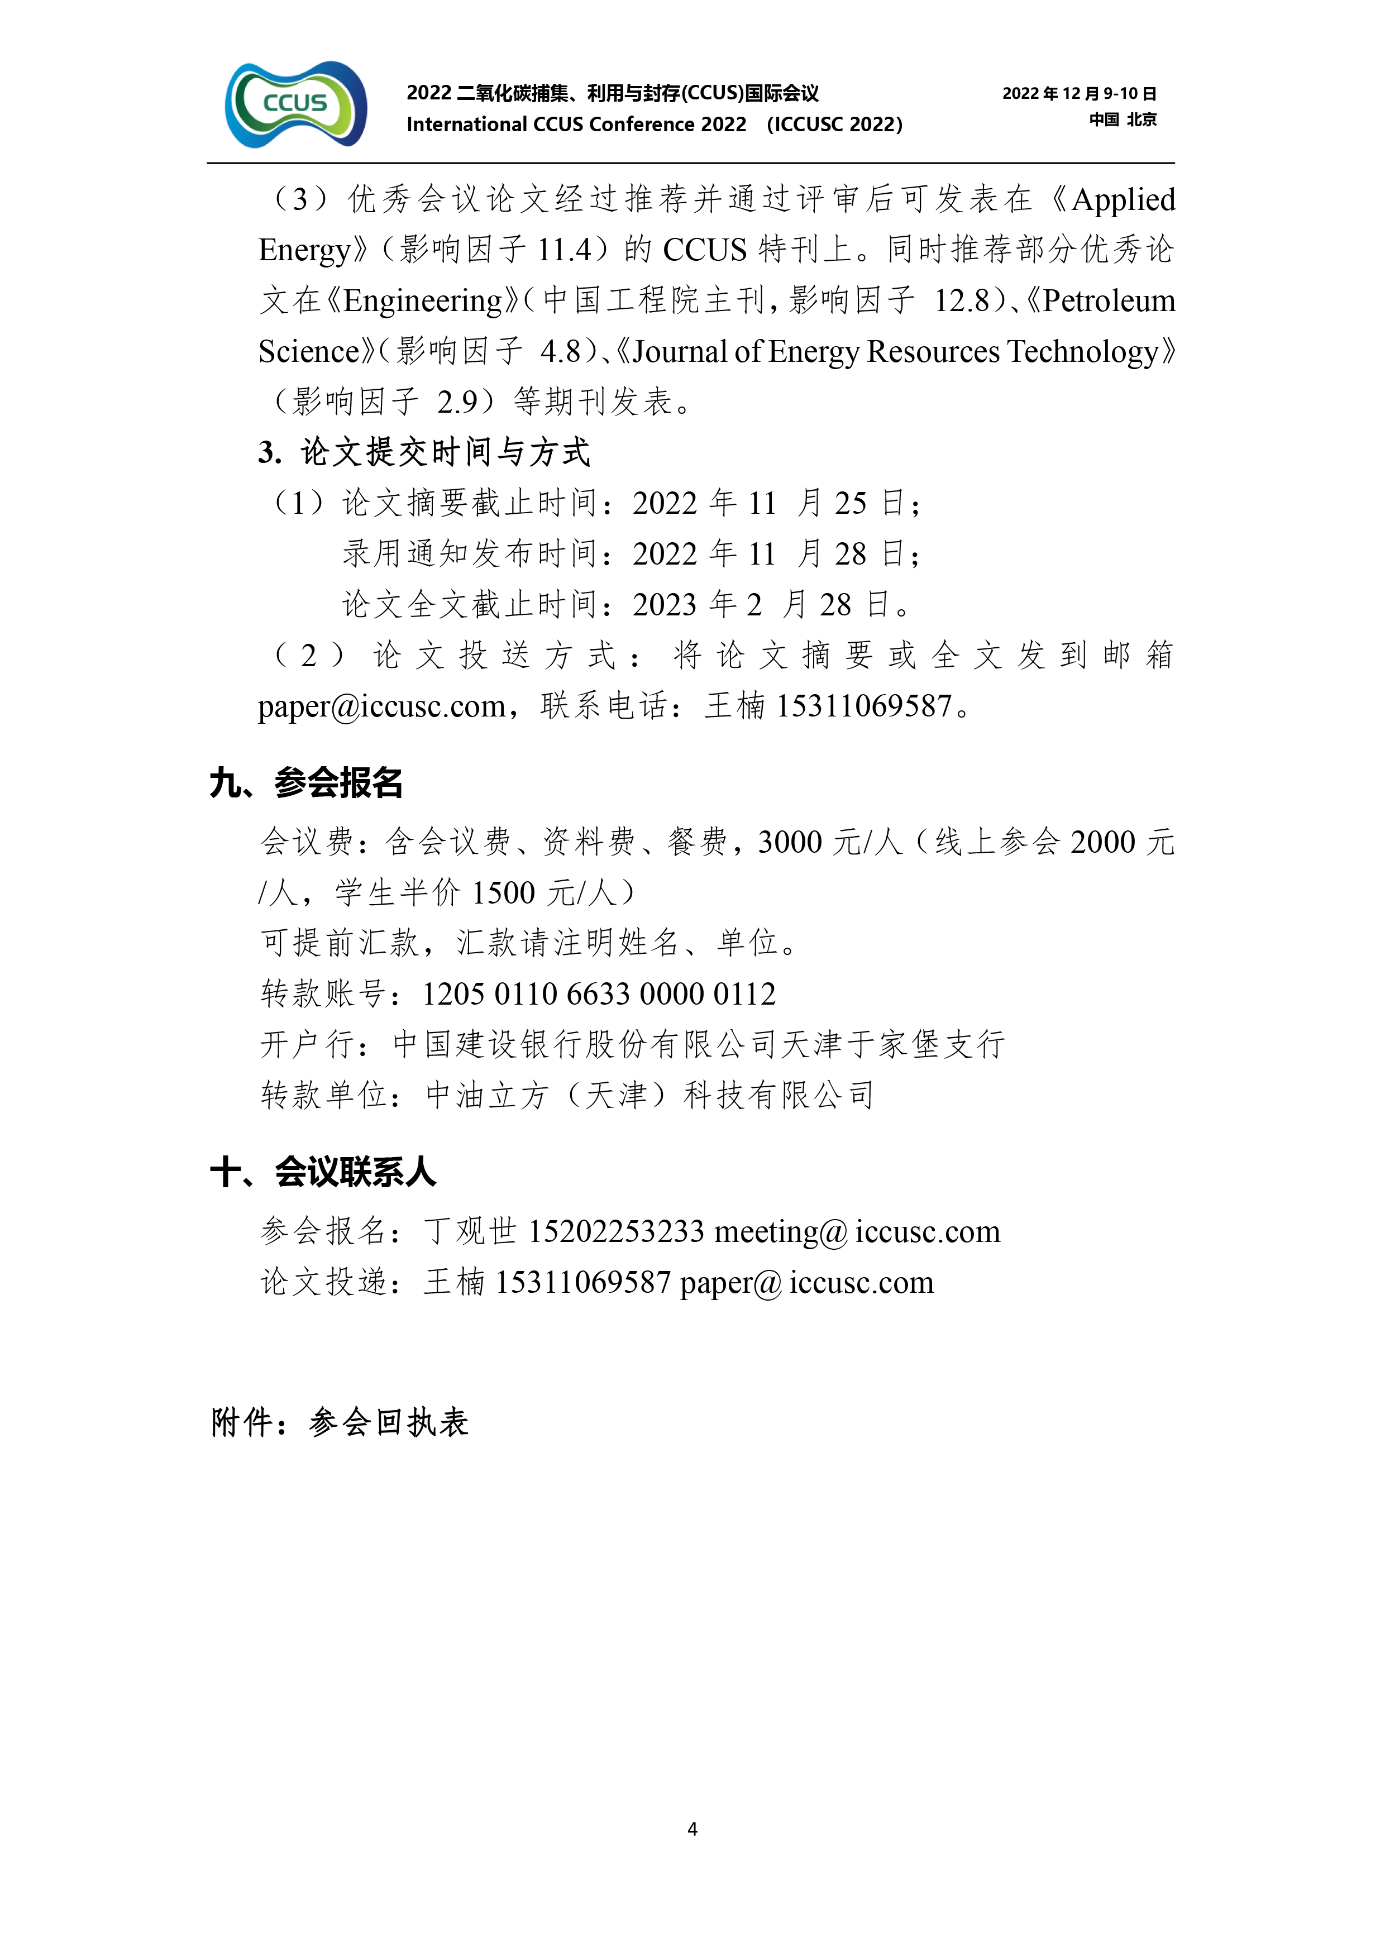 CCUS
2022 二氧化碳捕集、利用与封存(CCUS)国际会议
International CCUS Conference 2022 （ICCUSC 2022）
2022 年 12 月 9-10 日
中国 北京
（3）优秀会议论文经过推荐并通过评审后可发表在《Applied
Energy》（影响因子 11.4）的 CCUS 特刊上。同时推荐部分优秀论
文在《Engineering》（中国工程院主刊，影响因子 12.8）、《Petroleum
Science》（影响因子 4.8）、《Journal of Energy Resources Technology》
（影响因子 2.9）等期刊发表。
3. 论文提交时间与方式
（1）论文摘要截止时间：2022 年 11 月 25 日；
录用通知发布时间：2022 年 11 月 28 日；
论文全文截止时间：2023 年 2 月 28 日。
（2）论文投送方式：将论文摘要或全文发到邮箱
paper@iccusc.com，联系电话：王楠 15311069587。
九、参会报名
会议费：含会议费、资料费、餐费，3000 元/人（线上参会 2000 元
/人，学生半价 1500 元/人）
可提前汇款，汇款请注明姓名、单位。
转款账号：1205 0110 6633 0000 0112
开户行：中国建设银行股份有限公司天津于家堡支行
转款单位：中油立方（天津）科技有限公司
十、会议联系人
参会报名：丁观世 15202253233 meeting@ iccusc.com
论文投递：王楠 15311069587 paper@ iccusc.com
附件：参会回执表
4